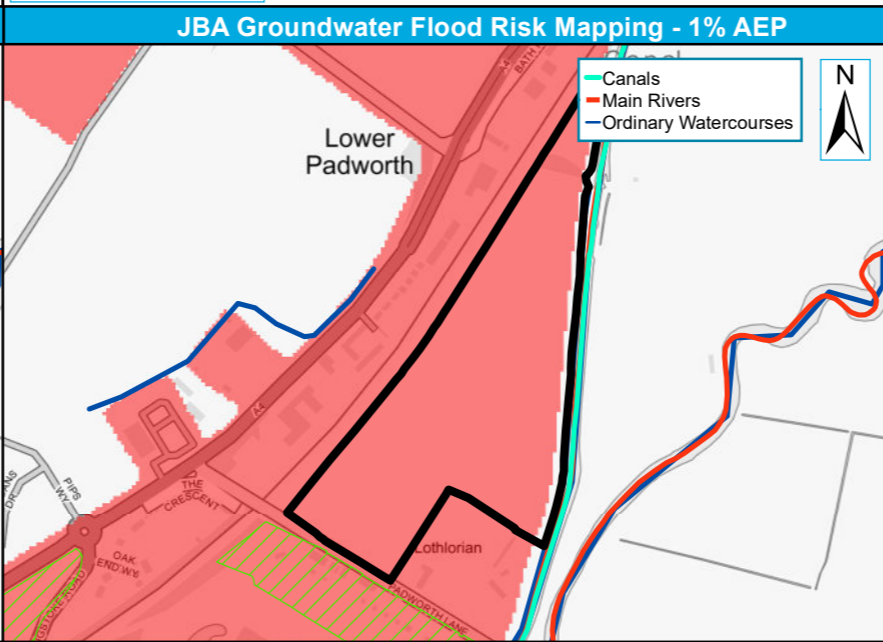 JBA Groundwater Flood Risk Mapping - 1% AEP
Canals
Main Rivers
Ordinary Watercourses
N
Lower
Padworth
A4
THE
CRESCENT
PIPS
WY
OAK
END WY
Lothlorian
PADWORTH LANE